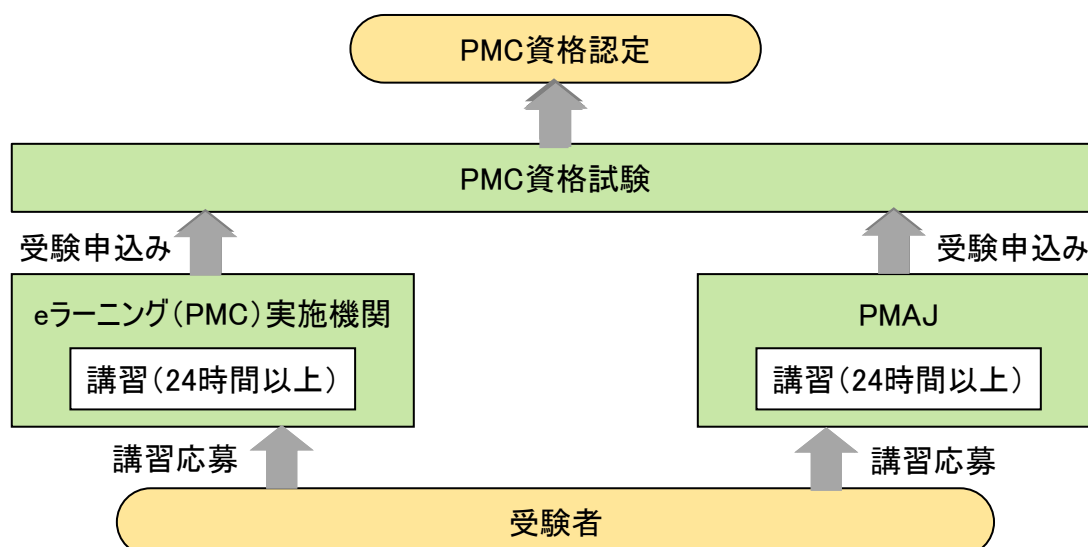 PMC資格認定
PMC資格試験
受験申込み
受験申込み
eラーニング(PMC)実施機関
講習(24時間以上)
PMAJ
講習(24時間以上)
講習応募
講習応募
受験者